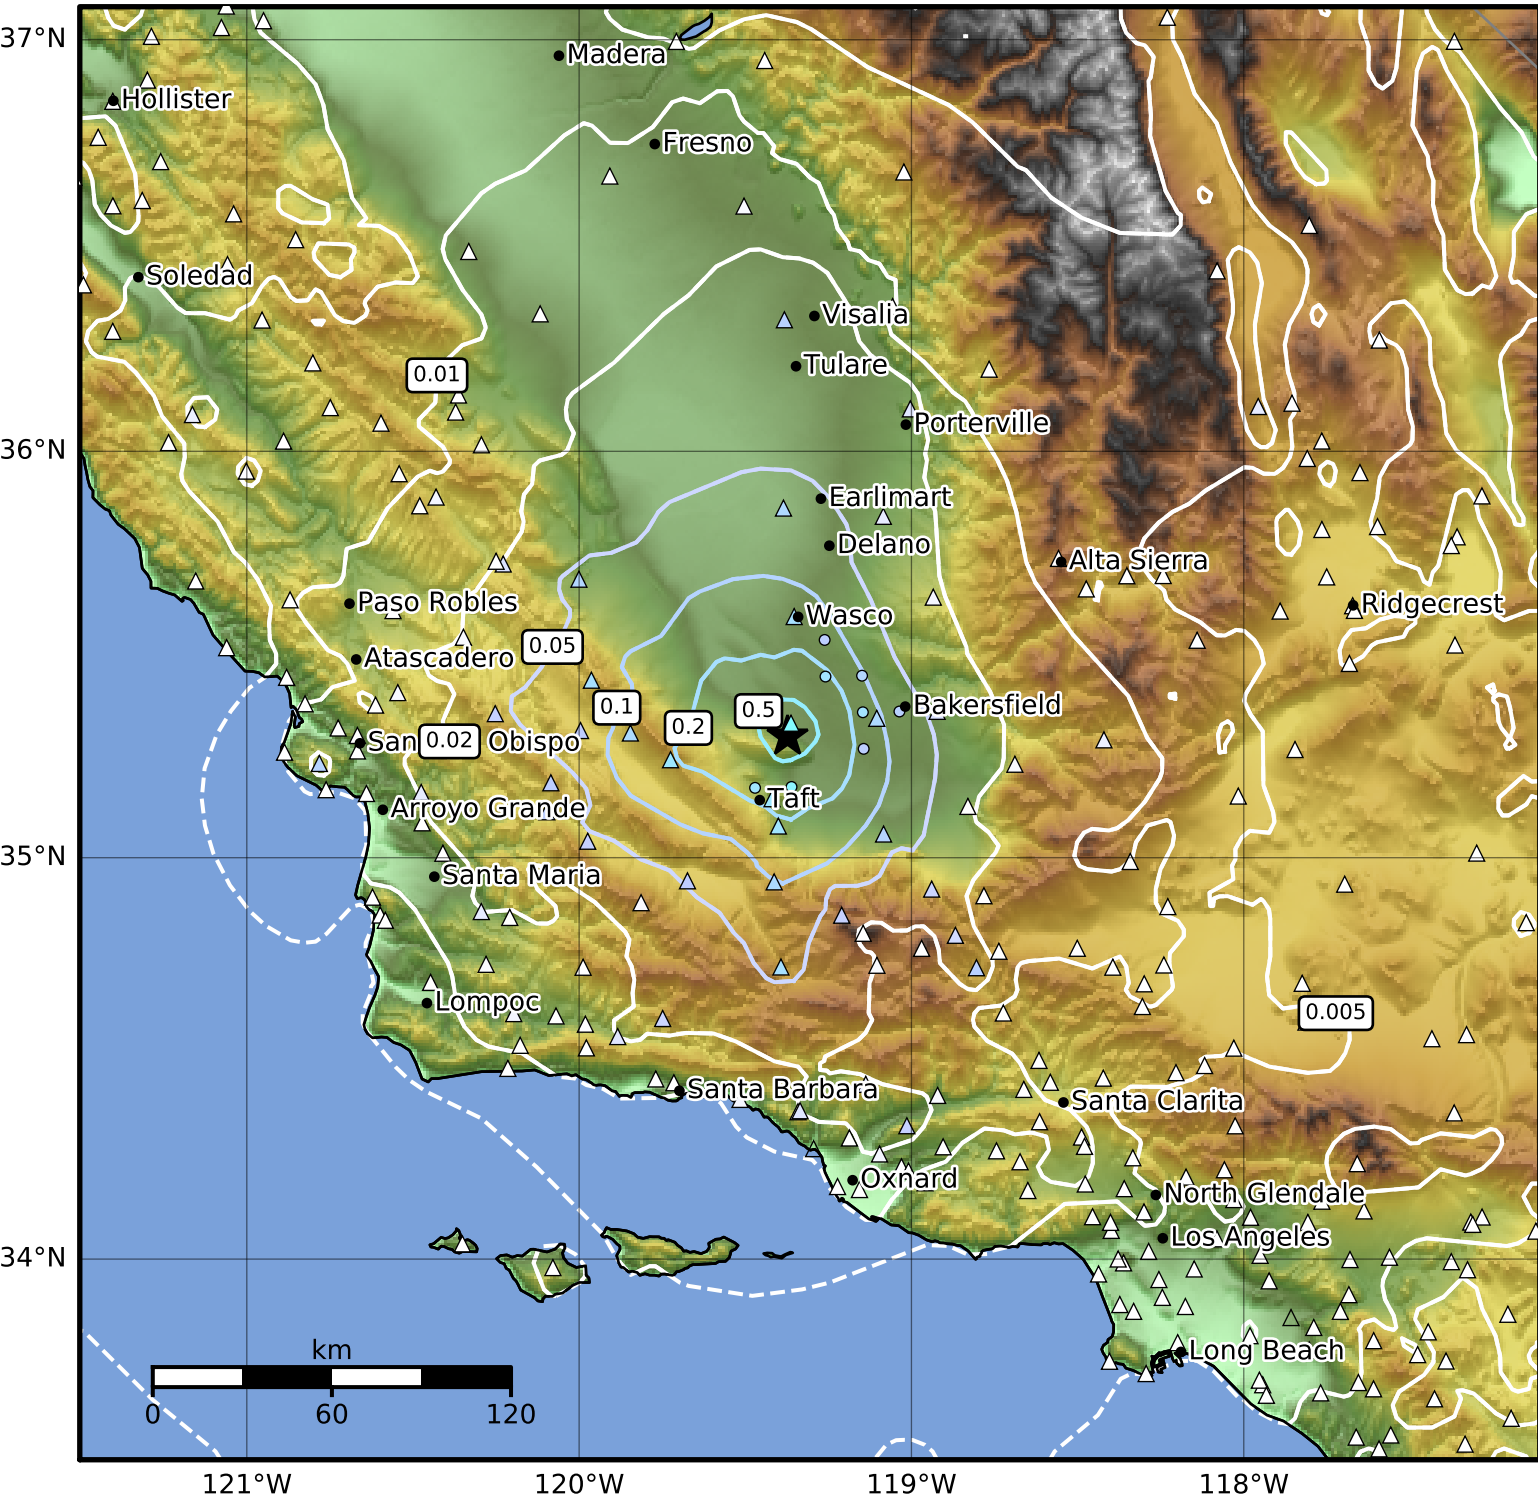 37°N
Madera
Hollister
Fresno
Soledad
Visalia
Tulare
0.01
Porterville
36°N
Earlimart
Delano
Alta Sierra
Paso Robles
Ridgecrest
Wasco
0.05
Atascadero
0.1
0.5
Bakersfield
0.2
San
0.02
Obispo
Taft
Arroyo Grande
35°N
Santa Maria
Lompoc
0.005
Santa Barbara
Santa Clarita
Oxnard
North Glendale
Los Angeles
34°N
km
Long Beach
0 60 120
121°W 120°W 119°W 118°W